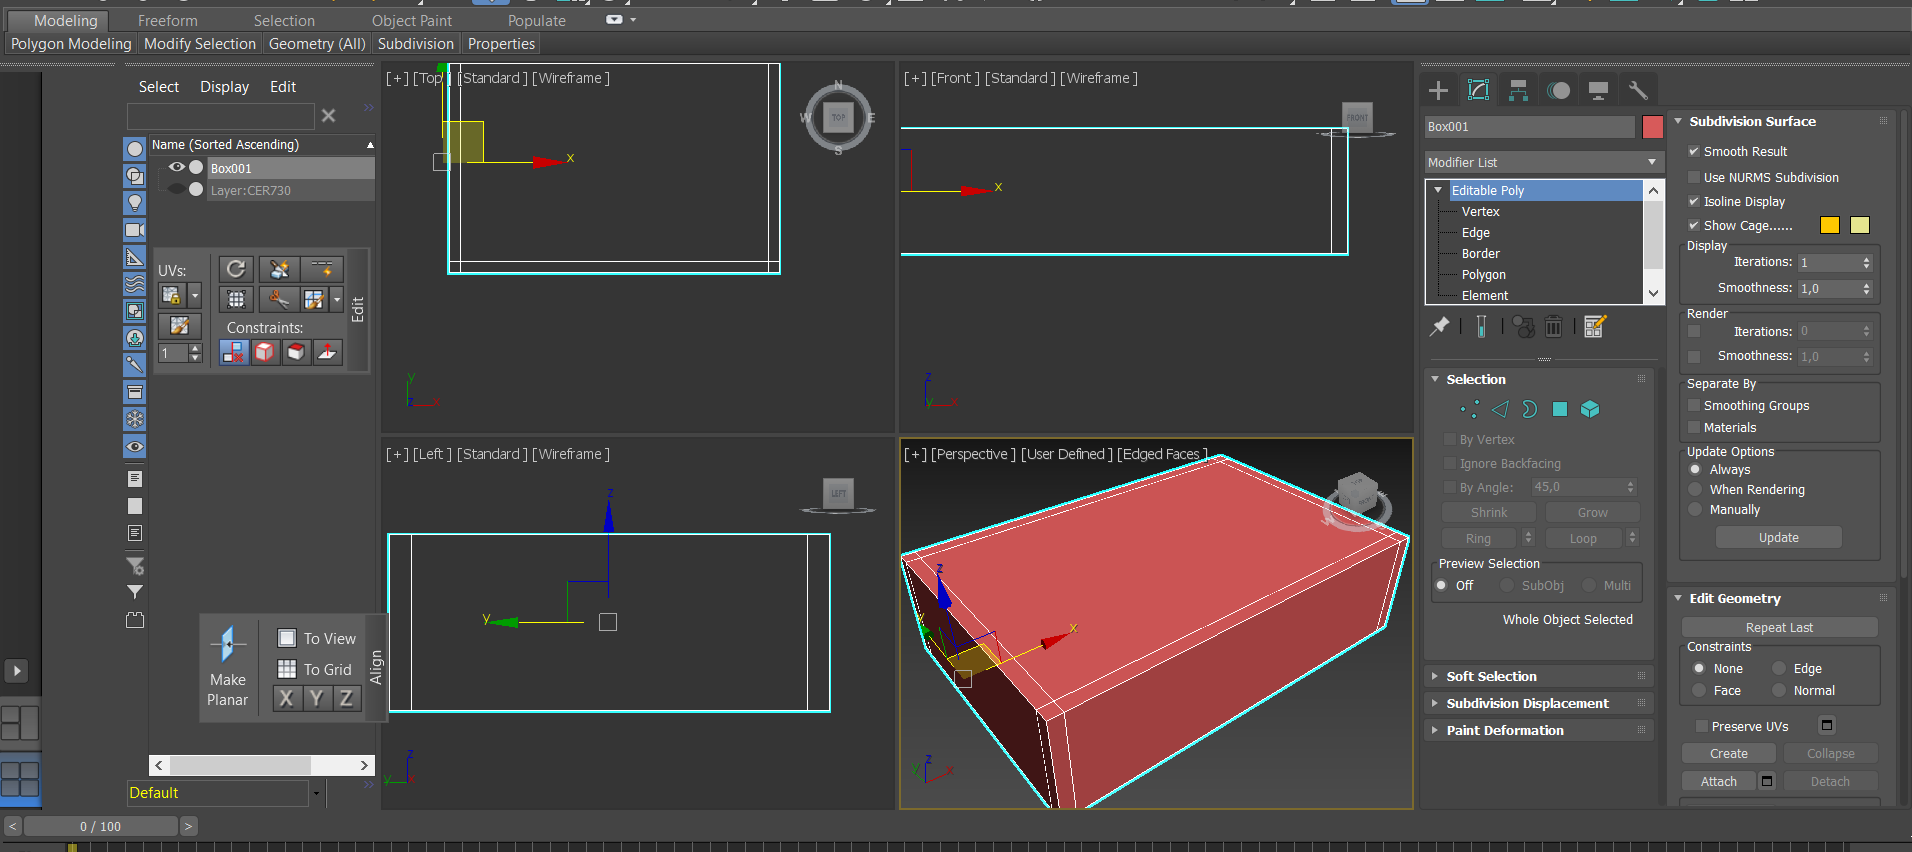 Modeling Freeform Selection Object Paint Populate
Polygon Modeling Modify Selection Geometry (All) Subdivision Properties
Select Display Edit
Name (Sorted Ascending)
Box001
Layer:CER730
UVs:
Constraints:
1
Edit
Make
Planar
To View
To Grid
X Y Z
Align
Default
0 / 100
[+] [Top] [Standard ] [Wireframe ]
N
W TOP E
S
x
y
z x
[+] [Front ] [Standard ] [Wireframe ]
FRONT
x
z
y x
[+] [Left ] [Standard ] [Wireframe ]
LEFT
z
y
z
y x
[+] [Perspective ] [User Defined ] [Edged Faces ]
z
x
z
y x
Box001
Modifier List
Editable Poly
Vertex
Edge
Border
Polygon
Element
Selection
By Vertex
Ignore Backfacing
By Angle: 45,0
Shrink Grow
Ring Loop
Preview Selection
Off SubObj Multi
Whole Object Selected
Soft Selection
Subdivision Displacement
Paint Deformation
Subdivision Surface
Smooth Result
Use NURMS Subdivision
Isoline Display
Show Cage......
Display
Iterations: 1
Smoothness: 1,0
Render
Iterations: 0
Smoothness: 1,0
Separate By
Smoothing Groups
Materials
Update Options
Always
When Rendering
Manually
Update
Edit Geometry
Repeat Last
Constraints
None Edge
Face Normal
Preserve UVs
Create Collapse
Attach Detach